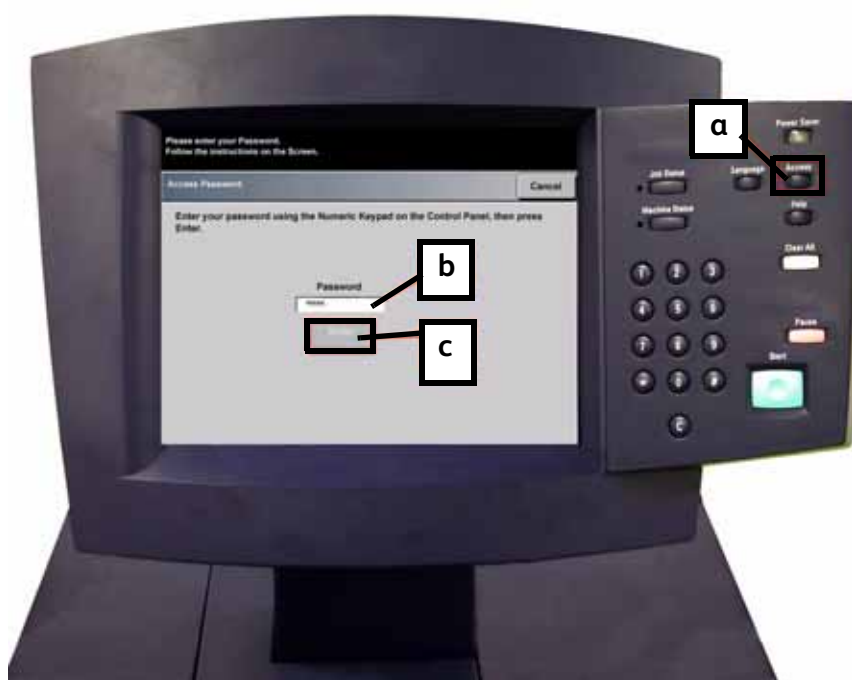 a
Power Saver
Please enter your Password.
Follow the instructions on the Screen.
Job Status
Language
Access
Access Password
Cancel
Machine Status
Help
Enter your password using the Numeric Keypad on the Control Panel, then press
Enter.
Clear All
b
1 2 3
Password
4 5 6
Pause
c
7 8 9
Start
* 0 #
C